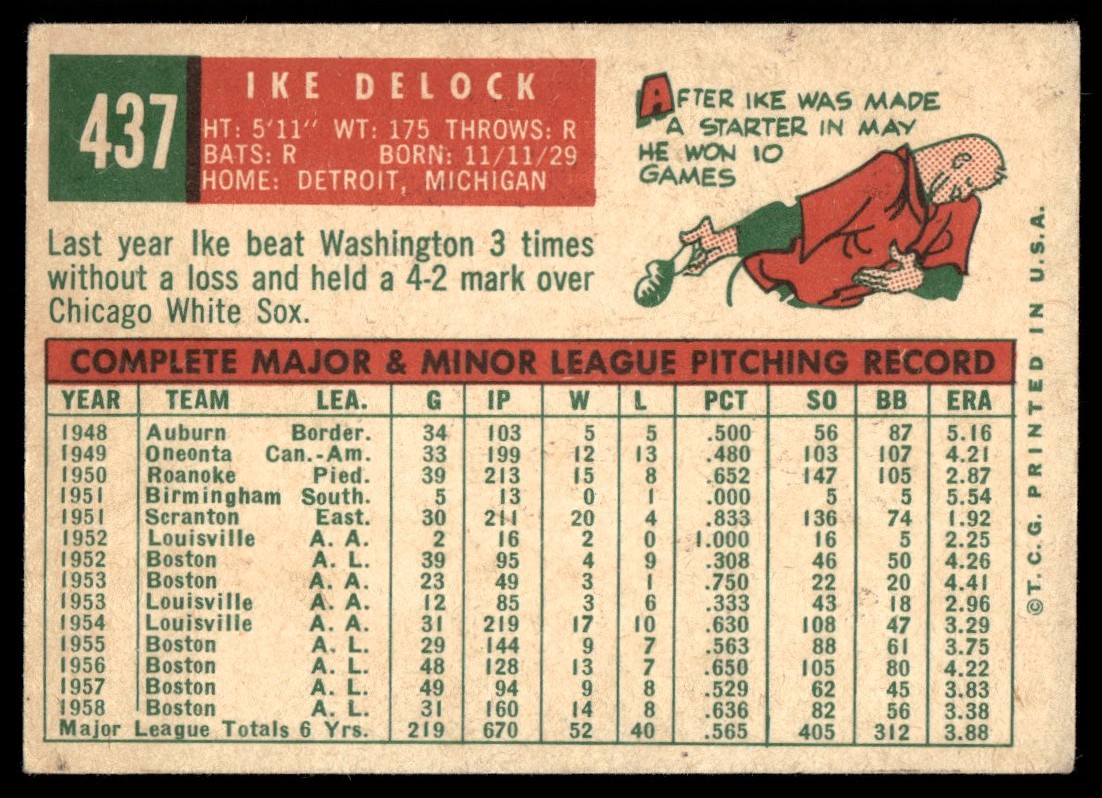 437
IKE DELOCK
HT: 5'11" WT: 175 THROWS: R
BATS: R BORN: 11/11/29
HOME: DETROIT, MICHIGAN
AFTER IKE WAS MADE
A STARTER IN MAY
HE WON 10
GAMES
Last year Ike beat Washington 3 times
without a loss and held a 4-2 mark over
Chicago White Sox.
COMPLETE MAJOR & MINOR LEAGUE PITCHING RECORD
YEAR TEAM LEA. G IP W L PCT SO BB ERA
1948 Auburn Border. 34 103 5 5 .500 56 87 5.16
1949 Oneonta Can.-Am. 33 199 12 13 .480 103 107 4.21
1950 Roanoke Pied. 39 213 15 8 .652 147 105 2.87
1951 Birmingham South. 5 13 0 1 .000 5 5 5.54
1951 Scranton East. 30 211 20 4 .833 136 74 1.92
1952 Louisville A. A. 2 16 2 0 1.000 16 5 2.25
1952 Boston A. L. 39 95 4 9 .308 46 50 4.26
1953 Boston A. A. 23 49 3 1 .750 22 20 4.41
1953 Louisville A. A. 12 85 3 6 .333 43 18 2.96
1954 Louisville A. A. 31 219 17 10 .630 108 47 3.29
1955 Boston A. L. 29 144 9 7 .563 88 61 3.75
1956 Boston A. L. 48 128 13 7 .650 105 80 4.22
1957 Boston A. L. 49 94 9 8 .529 62 45 3.83
1958 Boston A. L. 31 160 14 8 .636 82 56 3.38
Major League Totals 6 Yrs. 219 670 52 40 .565 405 312 3.88
©T. C. G. PRINTED IN U.S.A.